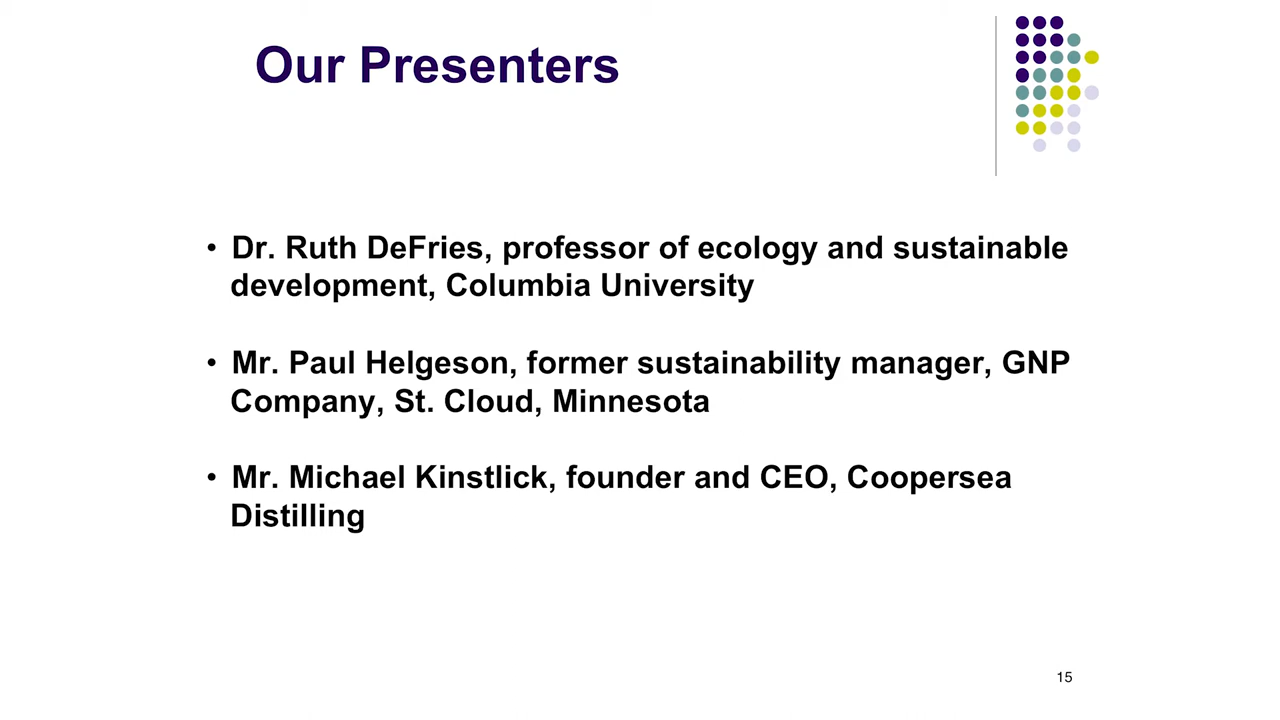 Our Presenters
• Dr. Ruth DeFries, professor of ecology and sustainable
development, Columbia University
• Mr. Paul Helgeson, former sustainability manager, GNP
Company, St. Cloud, Minnesota
• Mr. Michael Kinstlick, founder and CEO, Coopersea
Distilling
15